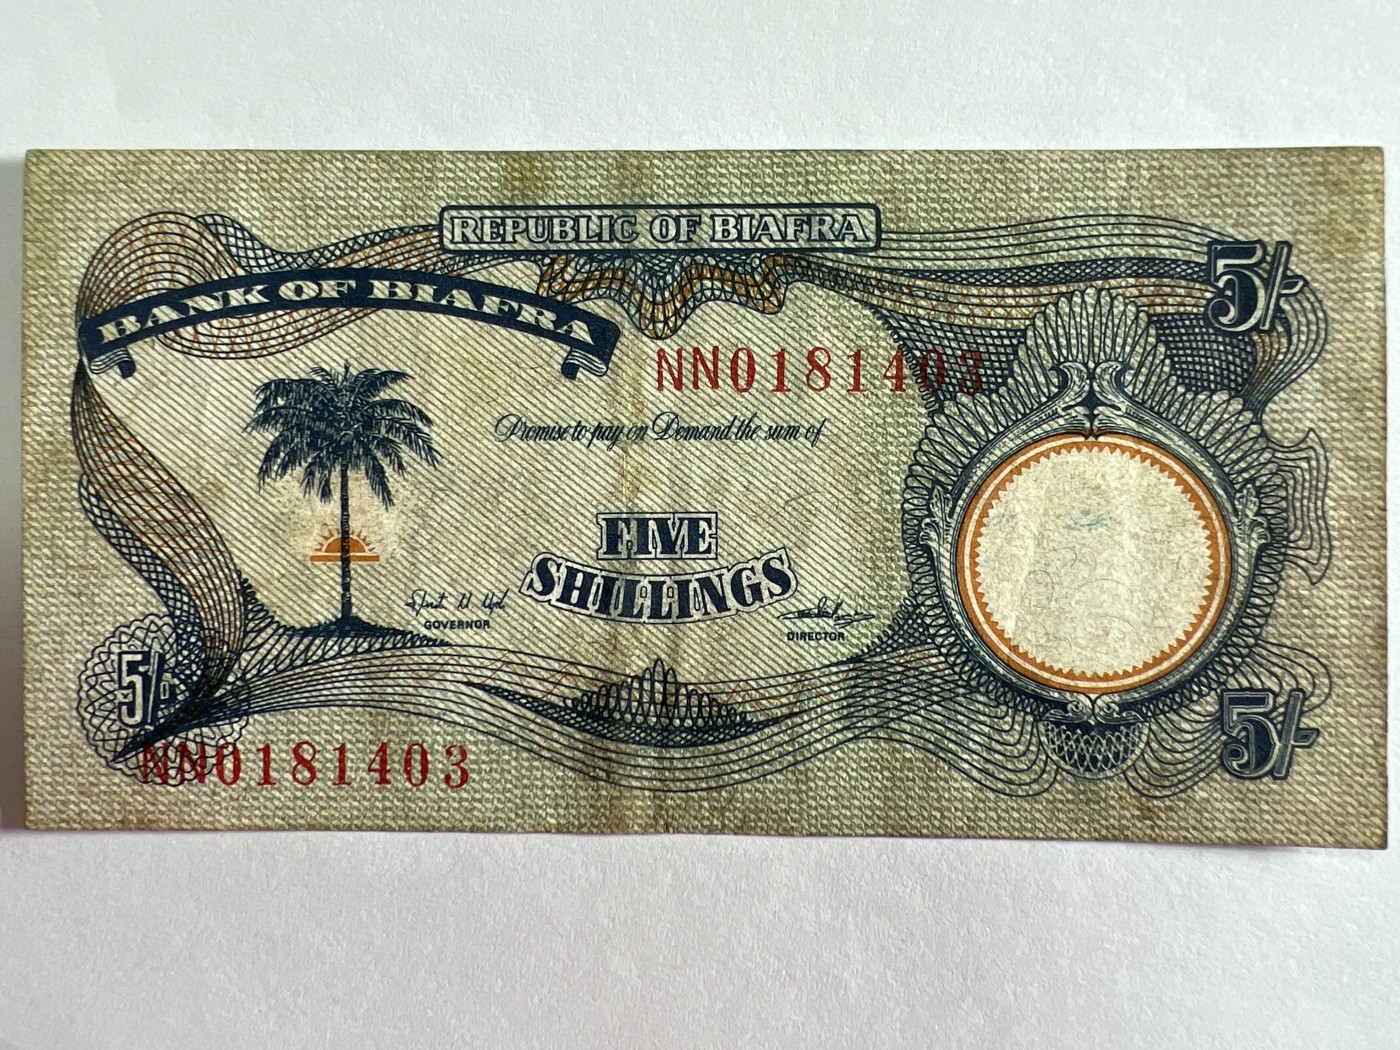 REPUBLIC OF BIAFRA
5/-
BANK OF BIAFRA
NN0181403
Promise to pay on Demand the sum of
FIVE
SHILLINGS
GOVERNOR
DIRECTOR
5/-
5/-
NN0181403